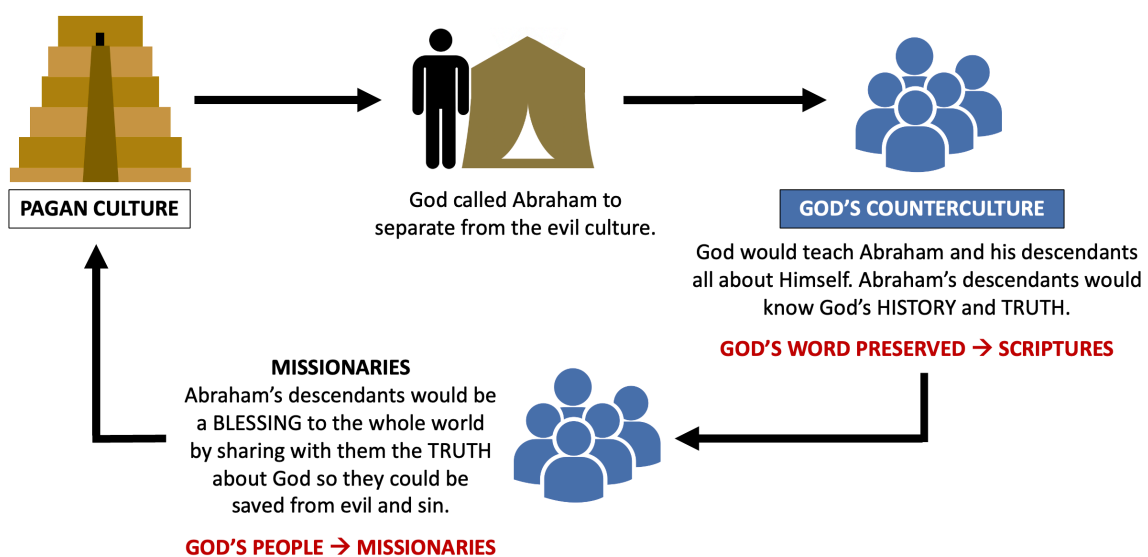 PAGAN CULTURE
God called Abraham to
separate from the evil culture.
GOD’S COUNTERCULTURE
God would teach Abraham and his descendants
all about Himself. Abraham’s descendants would
know God’s HISTORY and TRUTH.
GOD’S WORD PRESERVED → SCRIPTURES
MISSIONARIES
Abraham’s descendants would be
a BLESSING to the whole world
by sharing with them the TRUTH
about God so they could be
saved from evil and sin.
GOD’S PEOPLE → MISSIONARIES